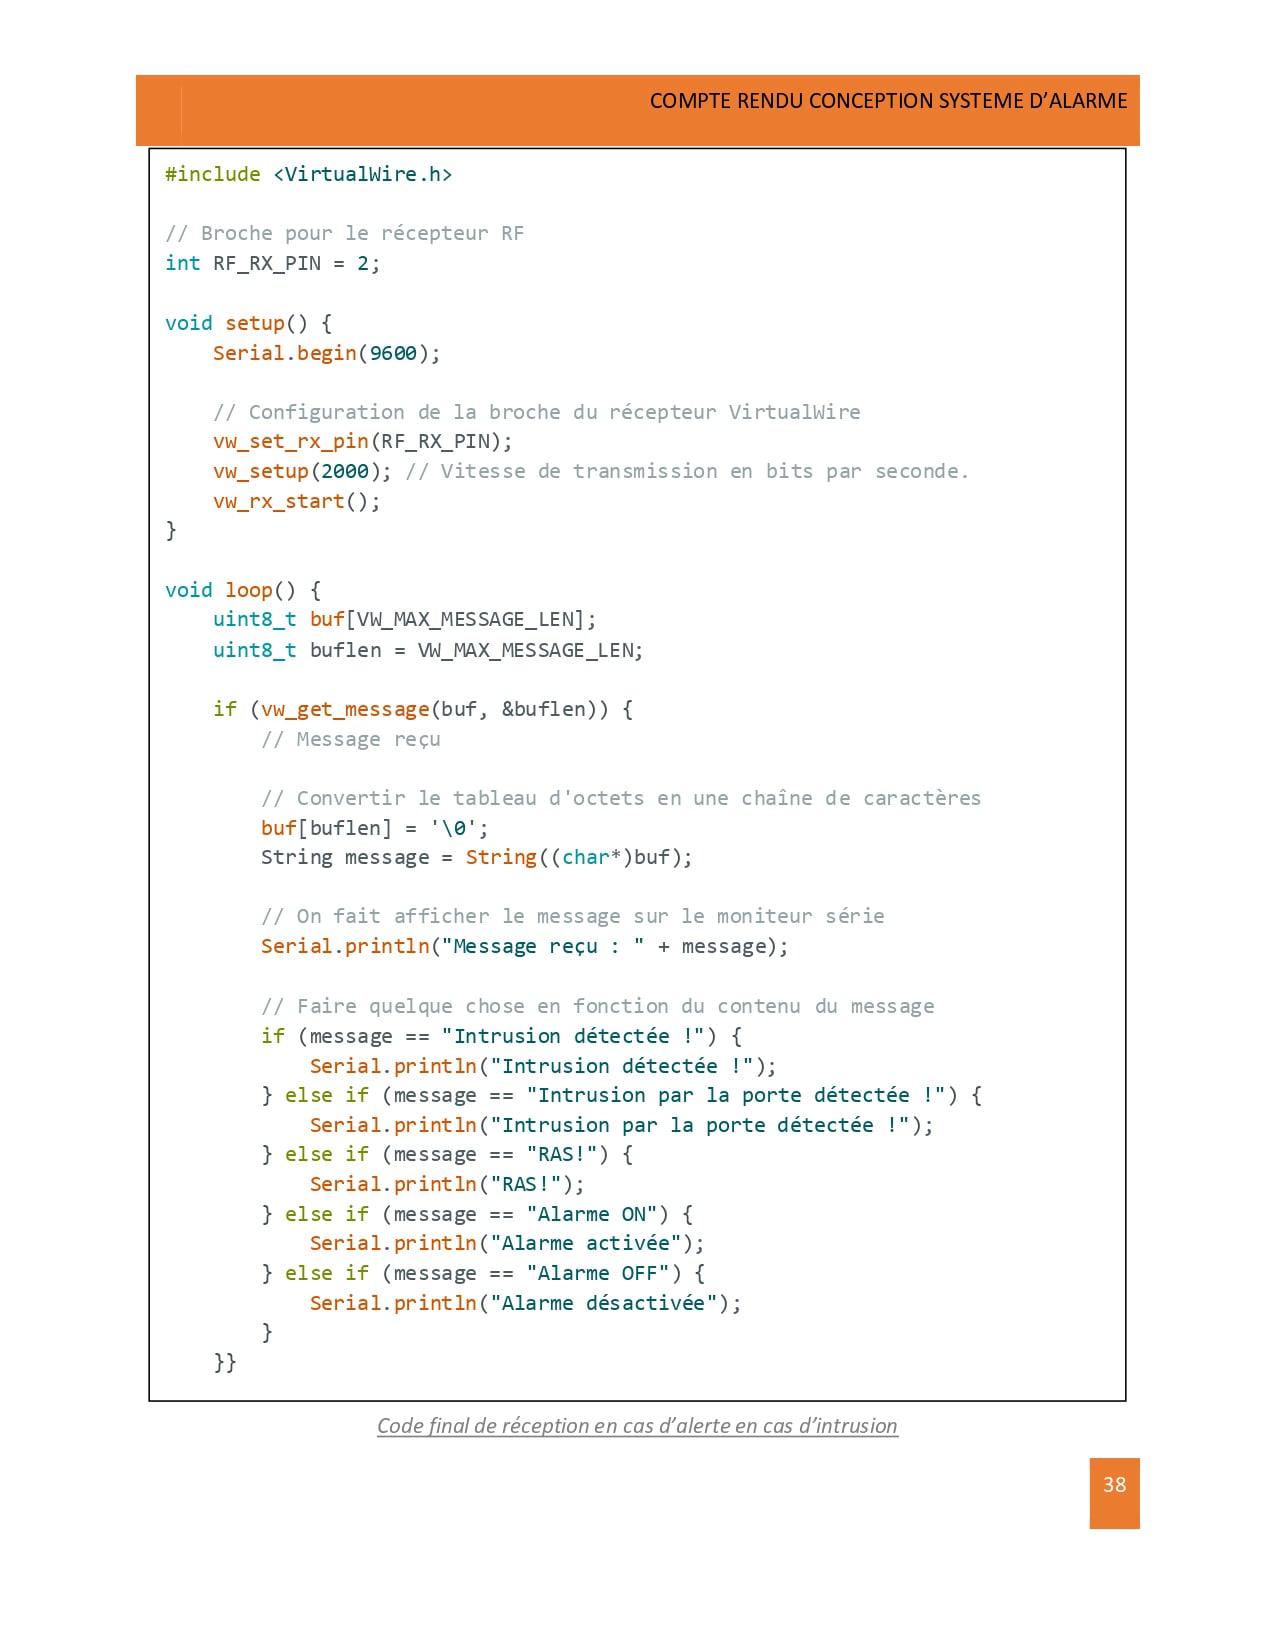 COMPTE RENDU CONCEPTION SYSTEME D’ALARME
#include <VirtualWire.h>
// Broche pour le récepteur RF
int RF_RX_PIN = 2;
void setup() {
    Serial.begin(9600);
    // Configuration de la broche du récepteur VirtualWire
    vw_set_rx_pin(RF_RX_PIN);
    vw_setup(2000); // Vitesse de transmission en bits par seconde.
    vw_rx_start();
}
void loop() {
    uint8_t buf[VW_MAX_MESSAGE_LEN];
    uint8_t buflen = VW_MAX_MESSAGE_LEN;
    if (vw_get_message(buf, &buflen)) {
        // Message reçu
        // Convertir le tableau d'octets en une chaîne de caractères
        buf[buflen] = '\0';
        String message = String((char*)buf);
        // On fait afficher le message sur le moniteur série
        Serial.println("Message reçu : " + message);
        // Faire quelque chose en fonction du contenu du message
        if (message == "Intrusion détectée !") {
            Serial.println("Intrusion détectée !");
        } else if (message == "Intrusion par la porte détectée !") {
            Serial.println("Intrusion par la porte détectée !");
        } else if (message == "RAS!") {
            Serial.println("RAS!");
        } else if (message == "Alarme ON") {
            Serial.println("Alarme activée");
        } else if (message == "Alarme OFF") {
            Serial.println("Alarme désactivée");
        }
    }}
Code final de réception en cas d’alerte en cas d’intrusion
38